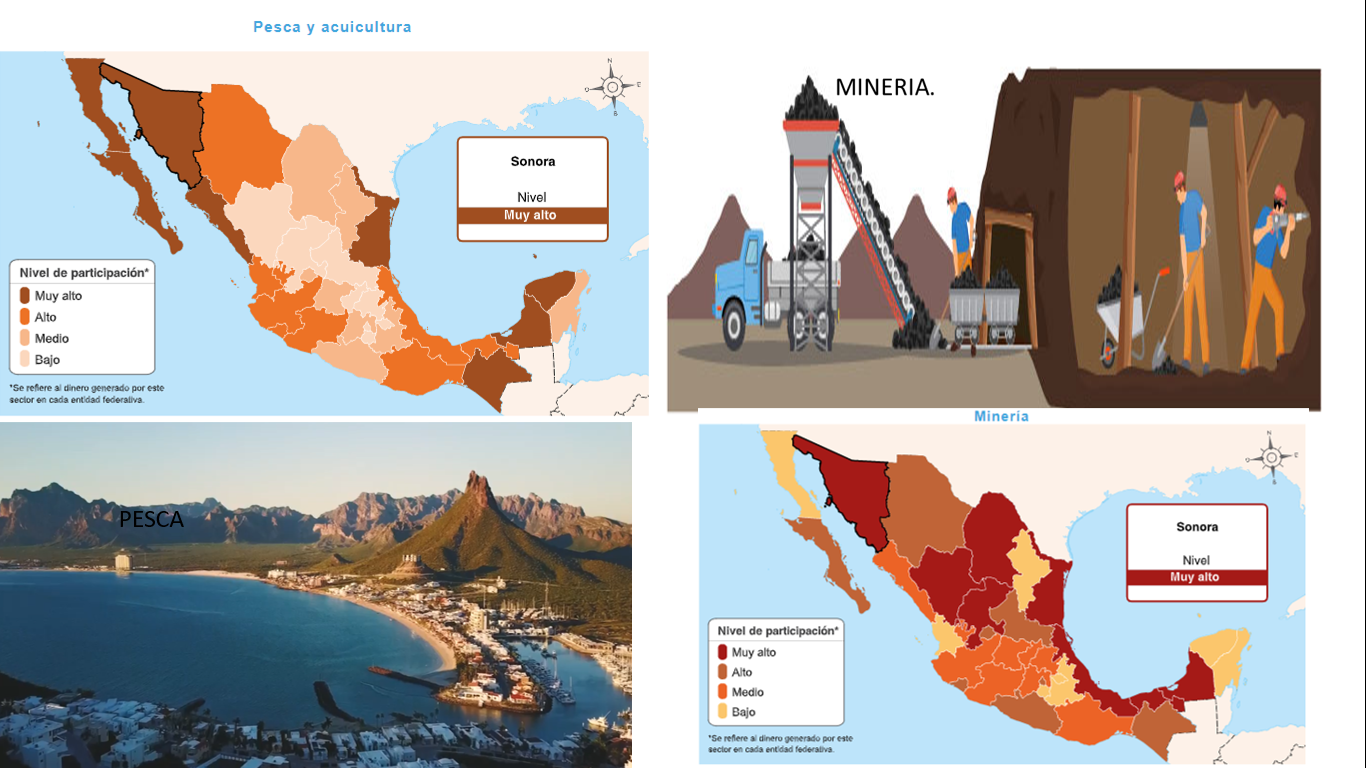 Pesca y acuicultura
N
E
O
Sonora
Nivel
Muy alto
Nivel de participación*
Muy alto
Alto
Medio
Bajo
*Se refiere al dinero generado por este
sector en cada entidad federativa.
MINERIA.
PESCA
Minería
N
E
O
Sonora
Nivel
Muy alto
Nivel de participación*
Muy alto
Alto
Medio
Bajo
*Se refiere al dinero generado por este
sector en cada entidad federativa.